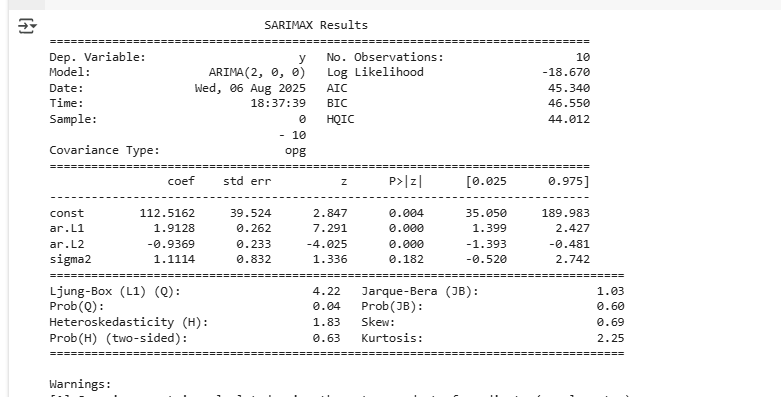 SARIMAX Results
==============================================================================
Dep. Variable:                      y   No. Observations:                   10
Model:                 ARIMA(2, 0, 0)   Log Likelihood                 -18.670
Date:                Wed, 06 Aug 2025   AIC                             45.340
Time:                        18:37:39   BIC                             46.550
Sample:                             0   HQIC                            44.012
                                 - 10
Covariance Type:                  opg
==============================================================================
                 coef    std err          z      P>|z|      [0.025      0.975]
------------------------------------------------------------------------------
const        112.5162     39.524      2.847      0.004      35.050     189.983
ar.L1          1.9128      0.262      7.291      0.000       1.399       2.427
ar.L2         -0.9369      0.233     -4.025      0.000      -1.393      -0.481
sigma2         1.1114      0.832      1.336      0.182      -0.520       2.742
===================================================================================
Ljung-Box (L1) (Q):                   4.22   Jarque-Bera (JB):                 1.03
Prob(Q):                              0.04   Prob(JB):                         0.60
Heteroskedasticity (H):               1.83   Skew:                             0.69
Prob(H) (two-sided):                  0.63   Kurtosis:                         2.25
===================================================================================
Warnings: